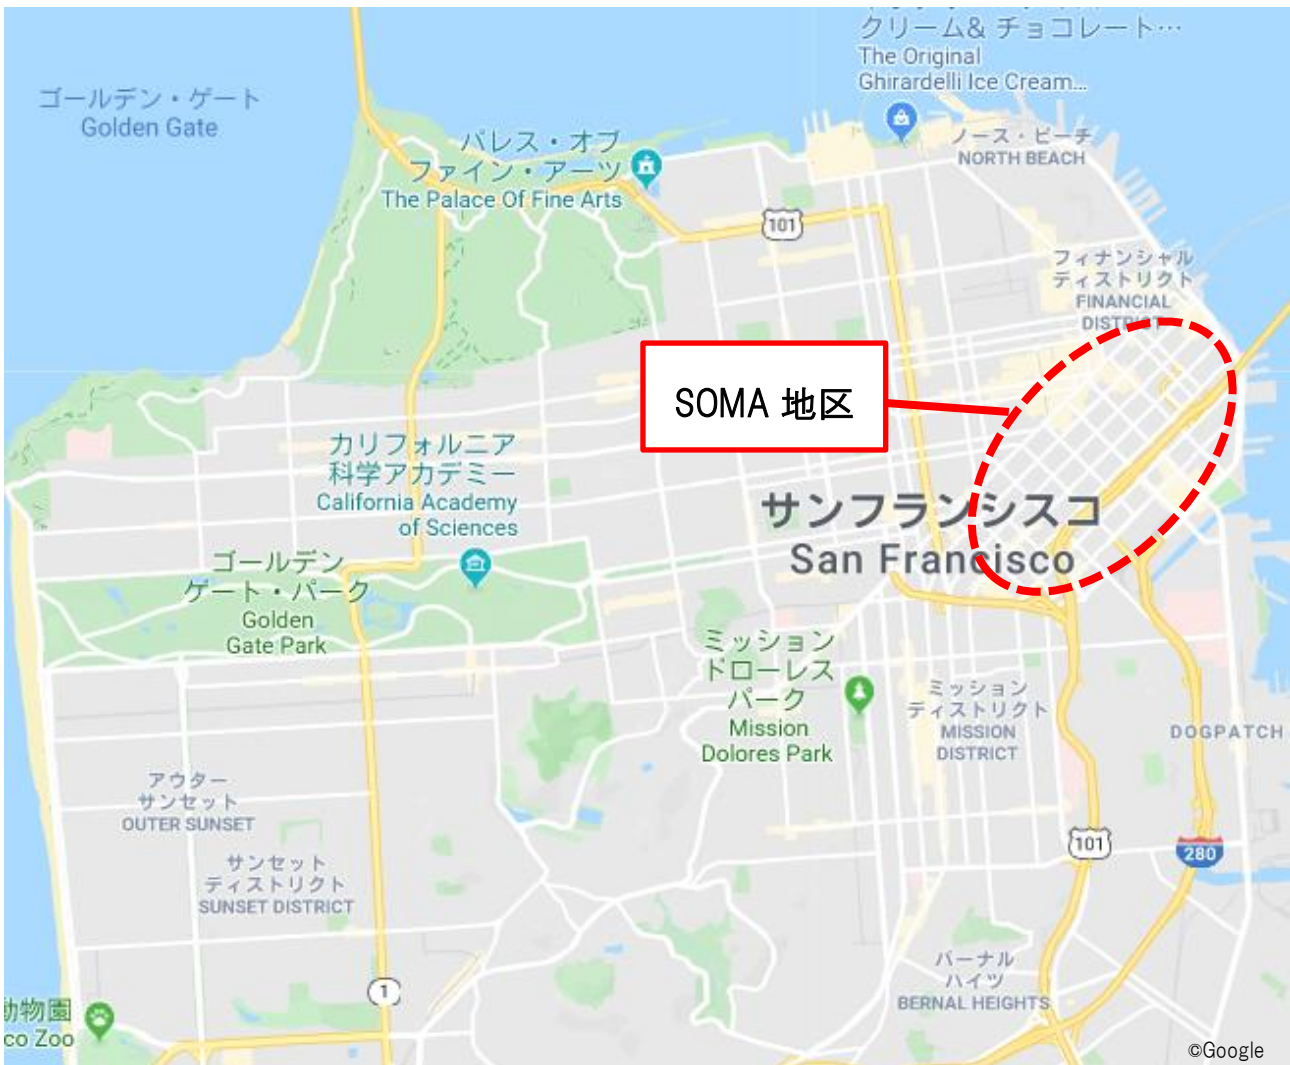 クリーム& チョコレート…
The Original
Ghirardelli Ice Cream...
ゴールデン・ゲート
Golden Gate
パレス・オブ
ファイン・アーツ
The Palace Of Fine Arts
ノース・ビーチ
NORTH BEACH
101
フィナンシャル
ディストリクト
FINANCIAL
DISTRICT
SOMA 地区
カリフォルニア
科学アカデミー
California Academy
of Sciences
サンフランシスコ
San Francisco
ゴールデン
ゲート・パーク
Golden
Gate Park
ミッション
ドローレス
パーク
Mission
Dolores Park
ミッション
ディストリクト
MISSION
DISTRICT
DOGPATCH
アウター
サンセット
OUTER SUNSET
サンセット
ディストリクト
SUNSET DISTRICT
101
280
バーナル
ハイツ
BERNAL HEIGHTS
1
動物園
co Zoo
©Google